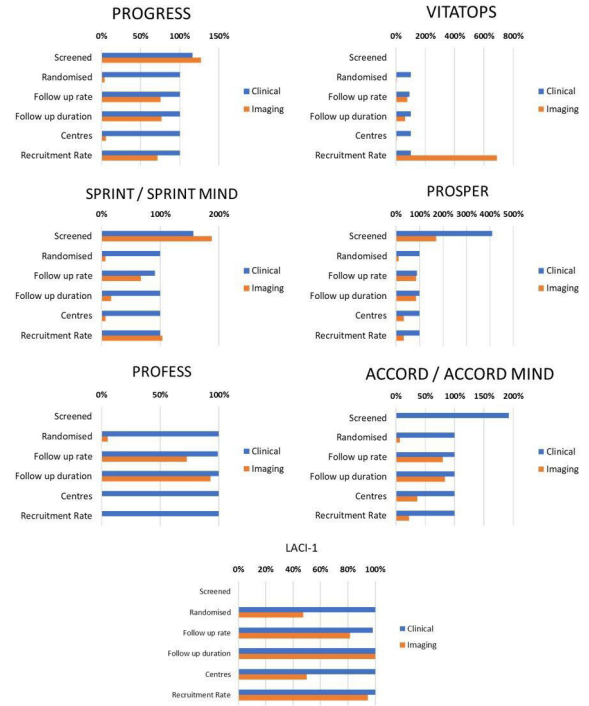 PROGRESS
0% 50% 100% 150%
Screened
Randomised
Follow up rate
Follow up duration
Centres
Recruitment Rate
Clinical
Imaging
VITATOPS
0% 200% 400% 600% 800%
Screened
Randomised
Follow up rate
Follow up duration
Centres
Recruitment Rate
Clinical
Imaging
SPRINT / SPRINT MIND
0% 100% 200%
Screened
Randomised
Follow up rate
Follow up duration
Centres
Recruitment Rate
Clinical
Imaging
PROSPER
0% 100% 200% 300% 400% 500%
Screened
Randomised
Follow up rate
Follow up duration
Centres
Recruitment Rate
Clinical
Imaging
PROFESS
0% 50% 100%
Screened
Randomised
Follow up rate
Follow up duration
Centres
Recruitment Rate
Clinical
Imaging
ACCORD / ACCORD MIND
0% 50% 100% 150% 200%
Screened
Randomised
Follow up rate
Follow up duration
Centres
Recruitment Rate
Clinical
Imaging
LACI-1
0% 20% 40% 60% 80% 100%
Screened
Randomised
Follow up rate
Follow up duration
Centres
Recruitment Rate
Clinical
Imaging